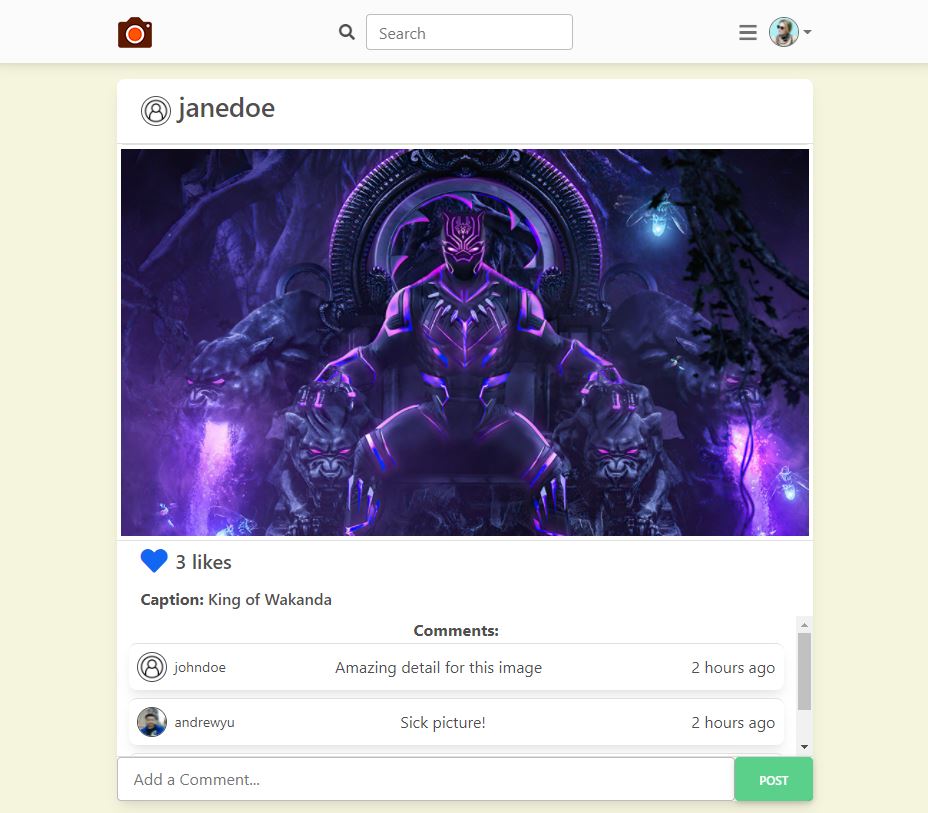 Search
janedoe
3 likes
Caption: King of Wakanda
Comments:
johndoe Amazing detail for this image 2 hours ago
andrewyu Sick picture! 2 hours ago
Add a Comment... POST